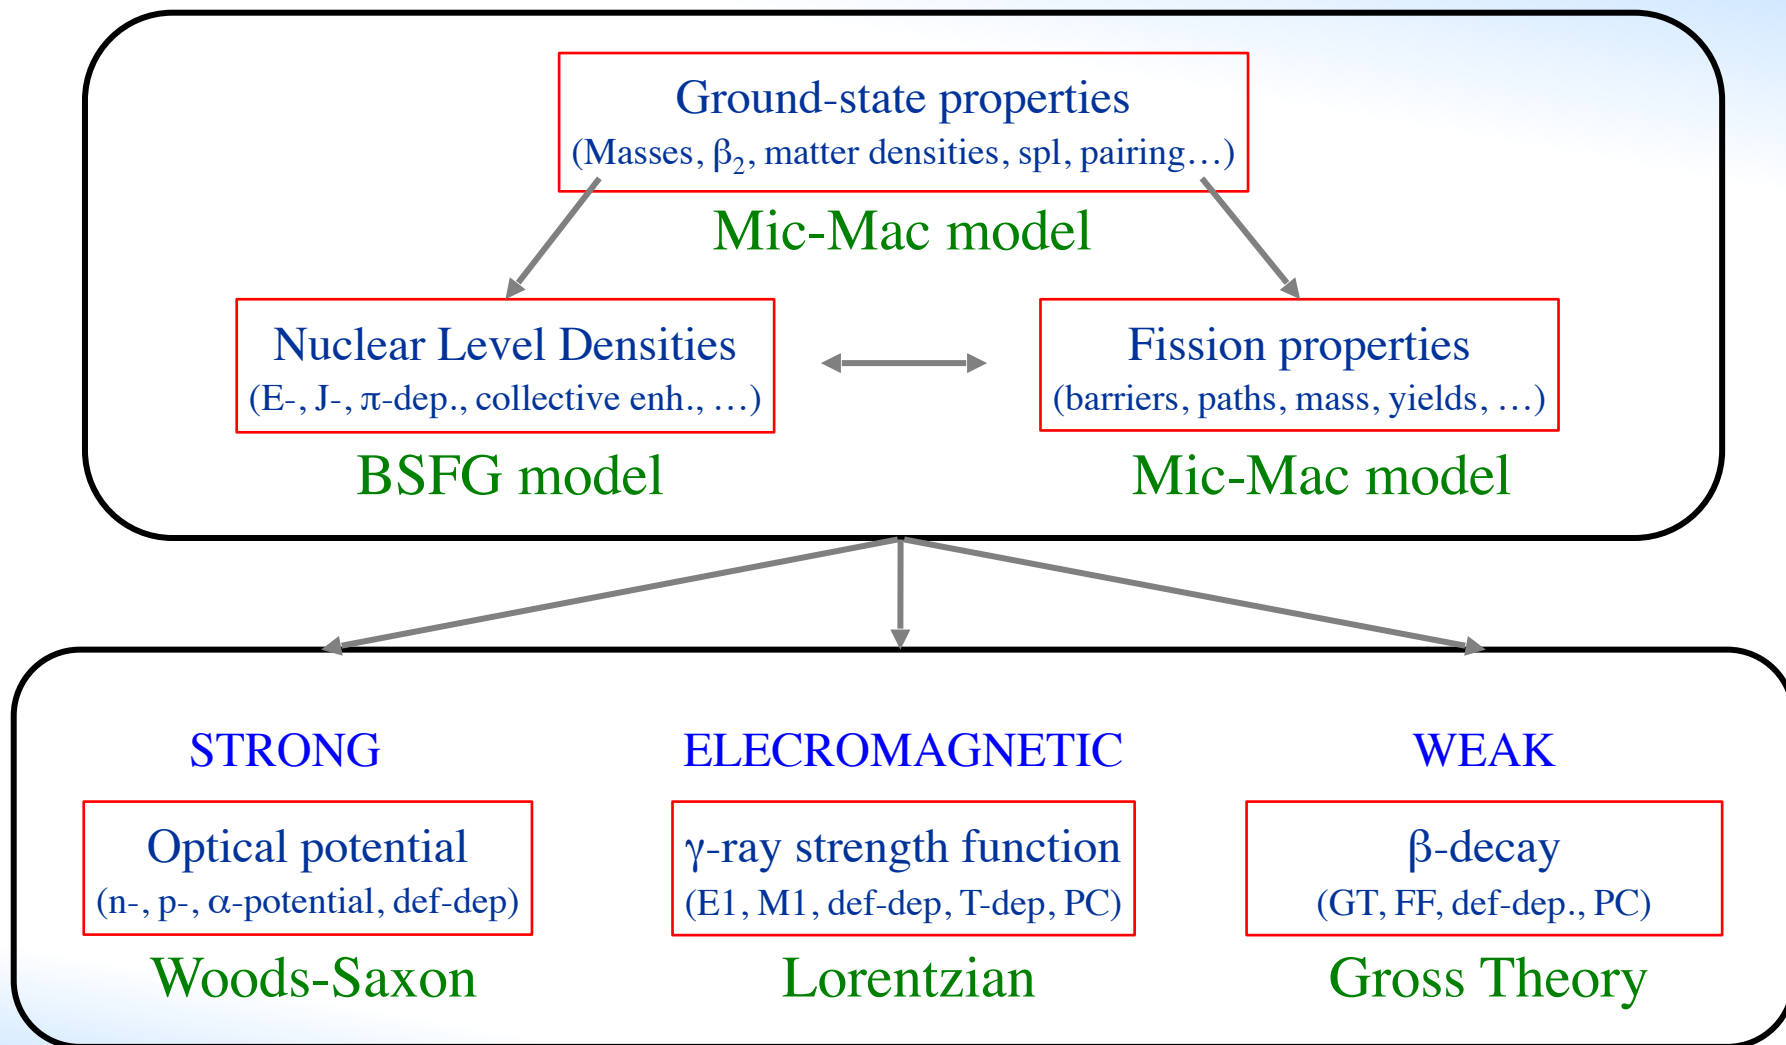 Ground-state properties
(Masses, β₂, matter densities, spl, pairing…)
Mic-Mac model
Nuclear Level Densities
(E-, J-, π-dep., collective enh., …)
BSFG model
Fission properties
(barriers, paths, mass, yields, …)
Mic-Mac model
STRONG
ELECROMAGNETIC
WEAK
Optical potential
(n-, p-, α-potential, def-dep)
Woods-Saxon
γ-ray strength function
(E1, M1, def-dep, T-dep, PC)
Lorentzian
β-decay
(GT, FF, def-dep., PC)
Gross Theory